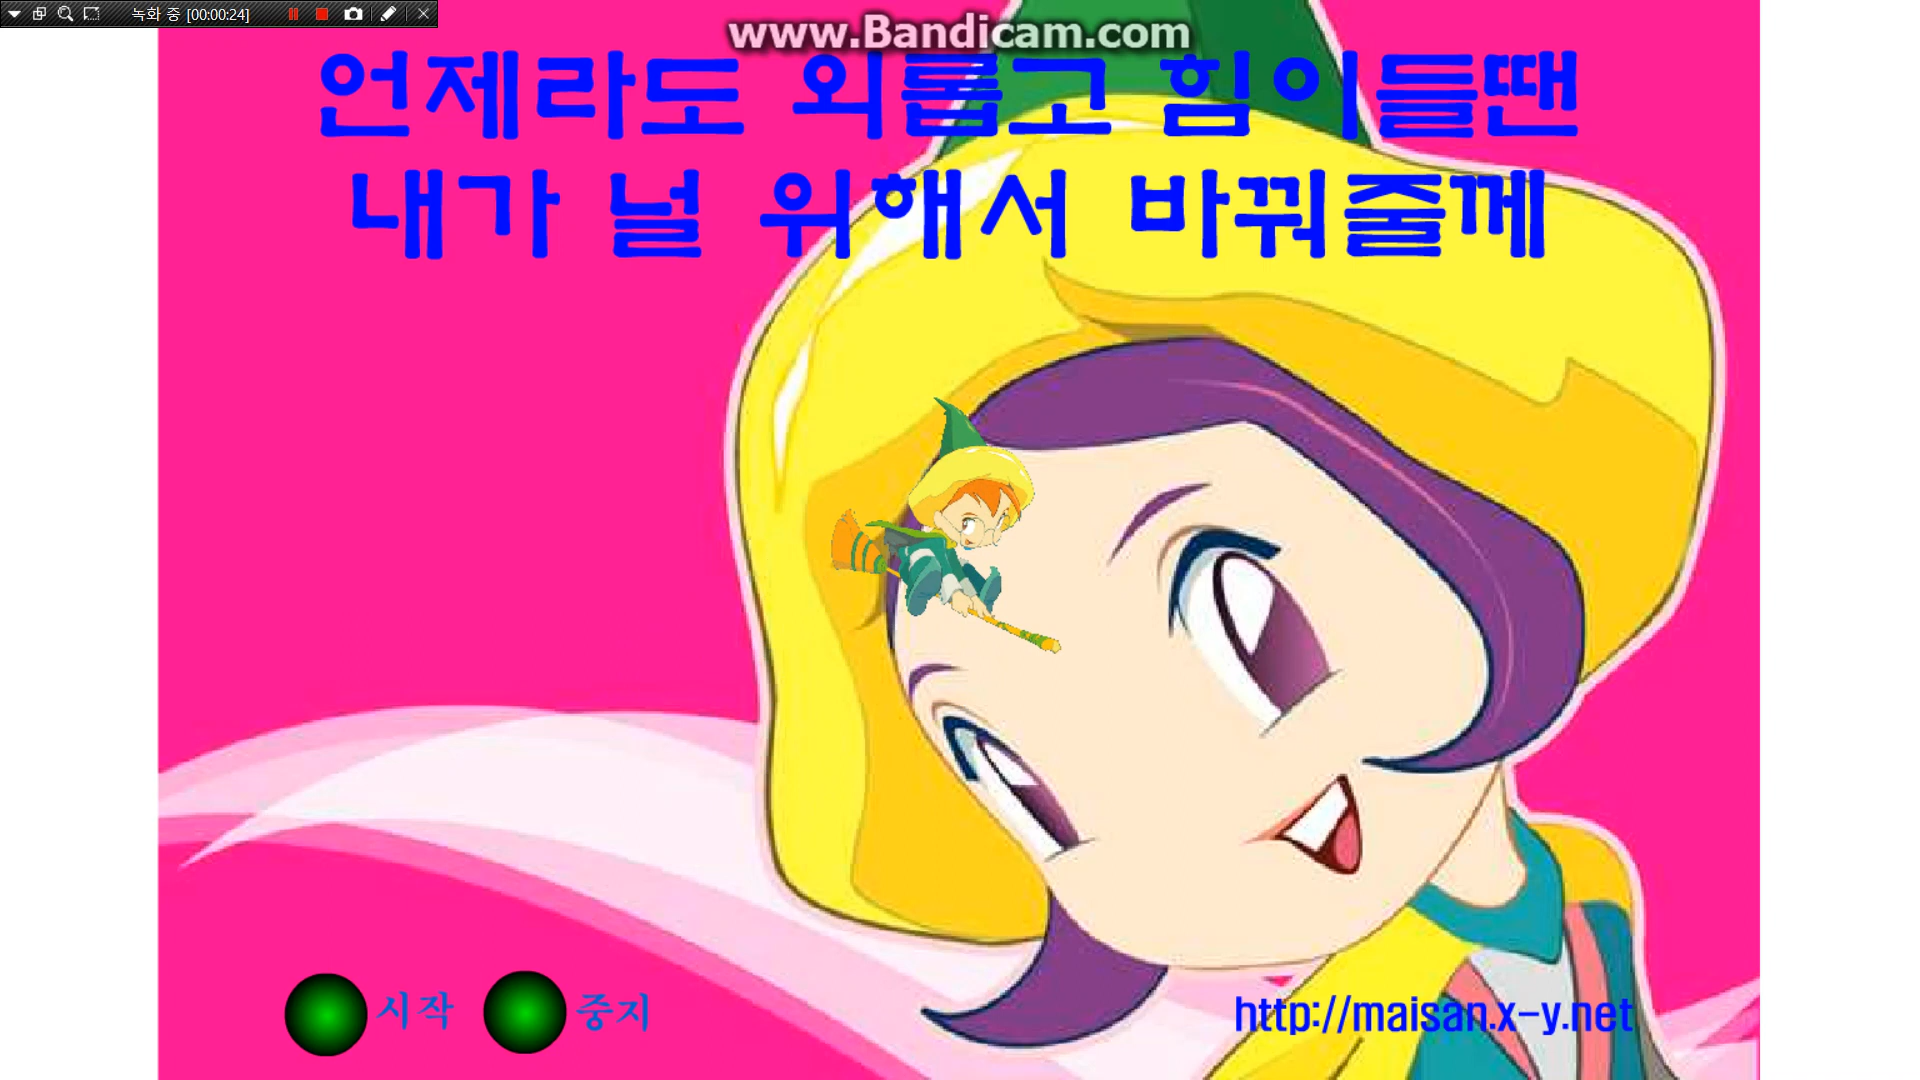 녹화 중 [00:00:24]
www.Bandicam.com
언제라도 외롭고 힘이들땐
내가 널 위해서 바꿔줄께
시작 중지
http://maisan.x-y.net